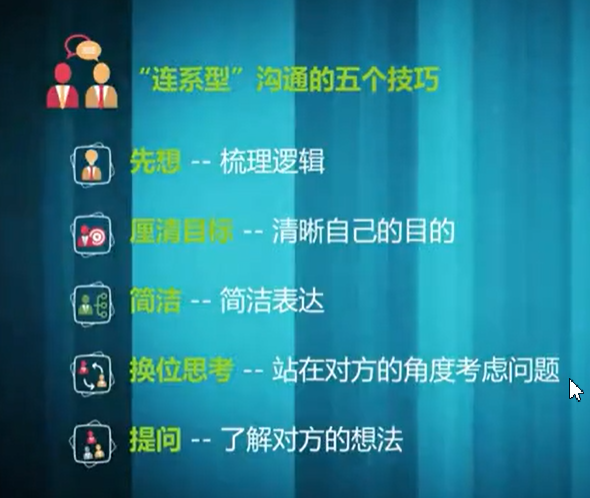 “连系型”沟通的五个技巧
先想 -- 梳理逻辑
厘清目标 -- 清晰自己的目的
简洁 -- 简洁表达
换位思考 -- 站在对方的角度考虑问题
提问 -- 了解对方的想法